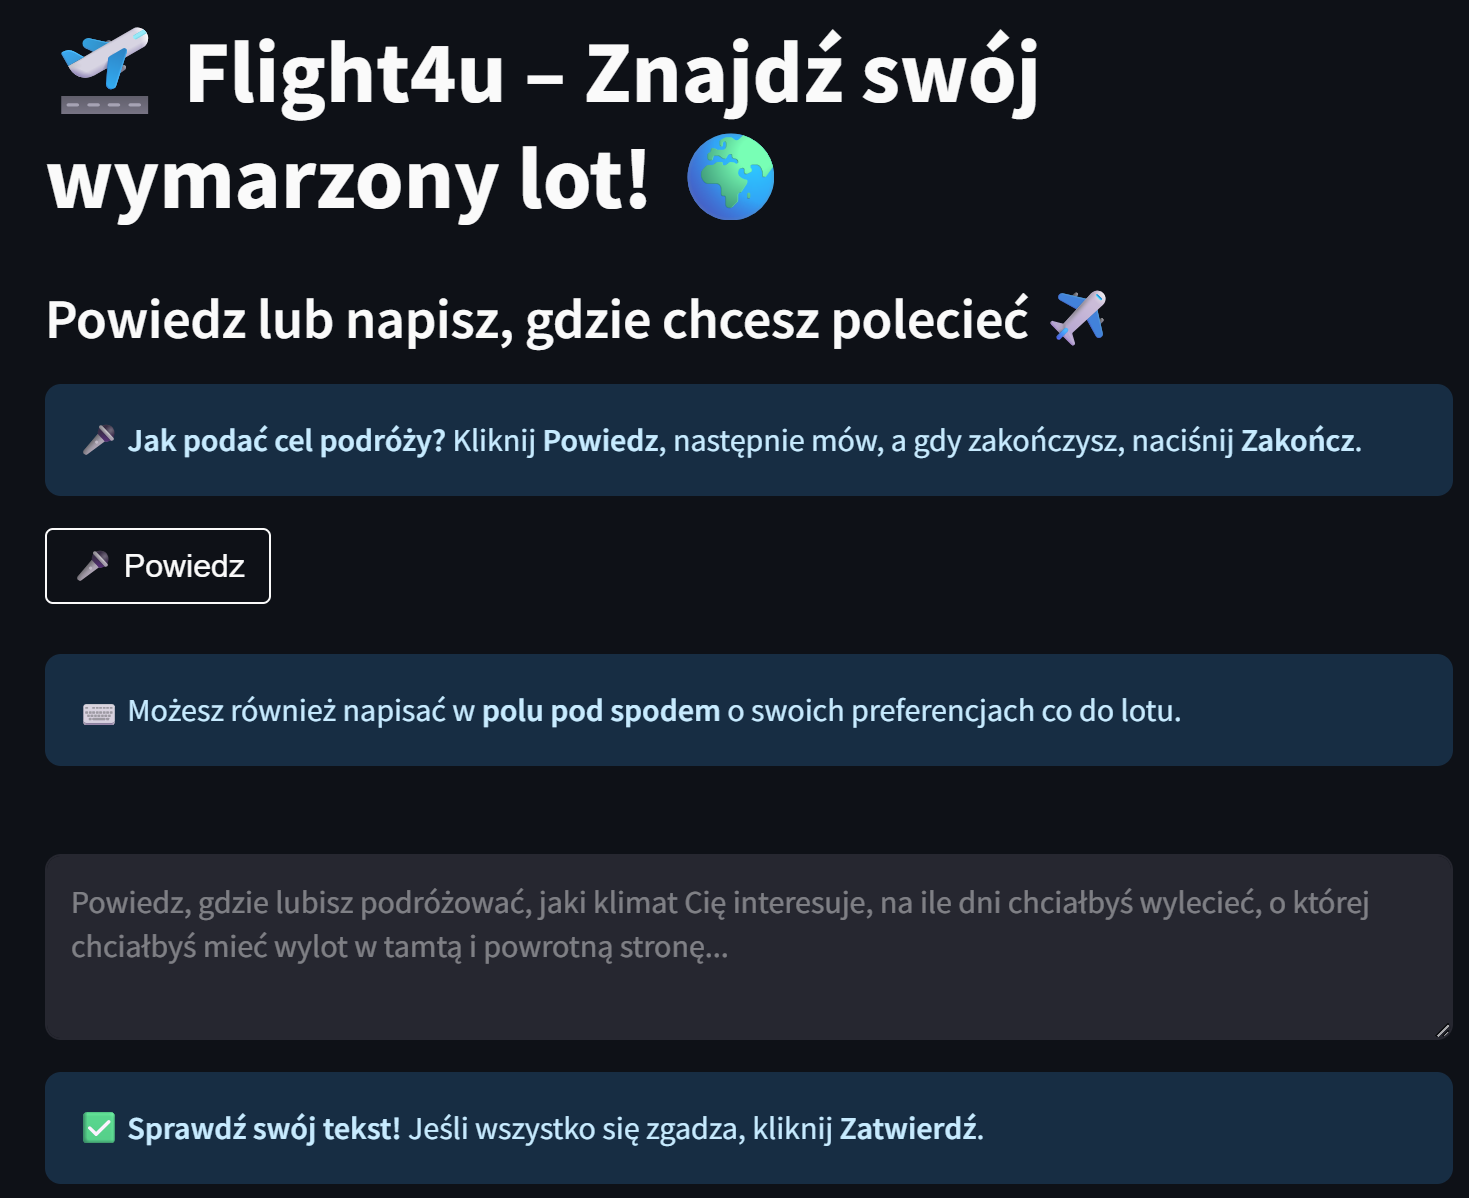 Flight4u – Znajdź swój
wymarzony lot!
Powiedz lub napisz, gdzie chcesz polecieć
Jak podać cel podróży? Kliknij Powiedz, następnie mów, a gdy zakończysz, naciśnij Zakończ.
Powiedz
Możesz również napisać w polu pod spodem o swoich preferencjach co do lotu.
Powiedz, gdzie lubisz podróżować, jaki klimat Cię interesuje, na ile dni chciałbyś wylecieć, o której
chciałbyś mieć wylot w tamtą i powrotną stronę...
Sprawdź swój tekst! Jeśli wszystko się zgadza, kliknij Zatwierdź.